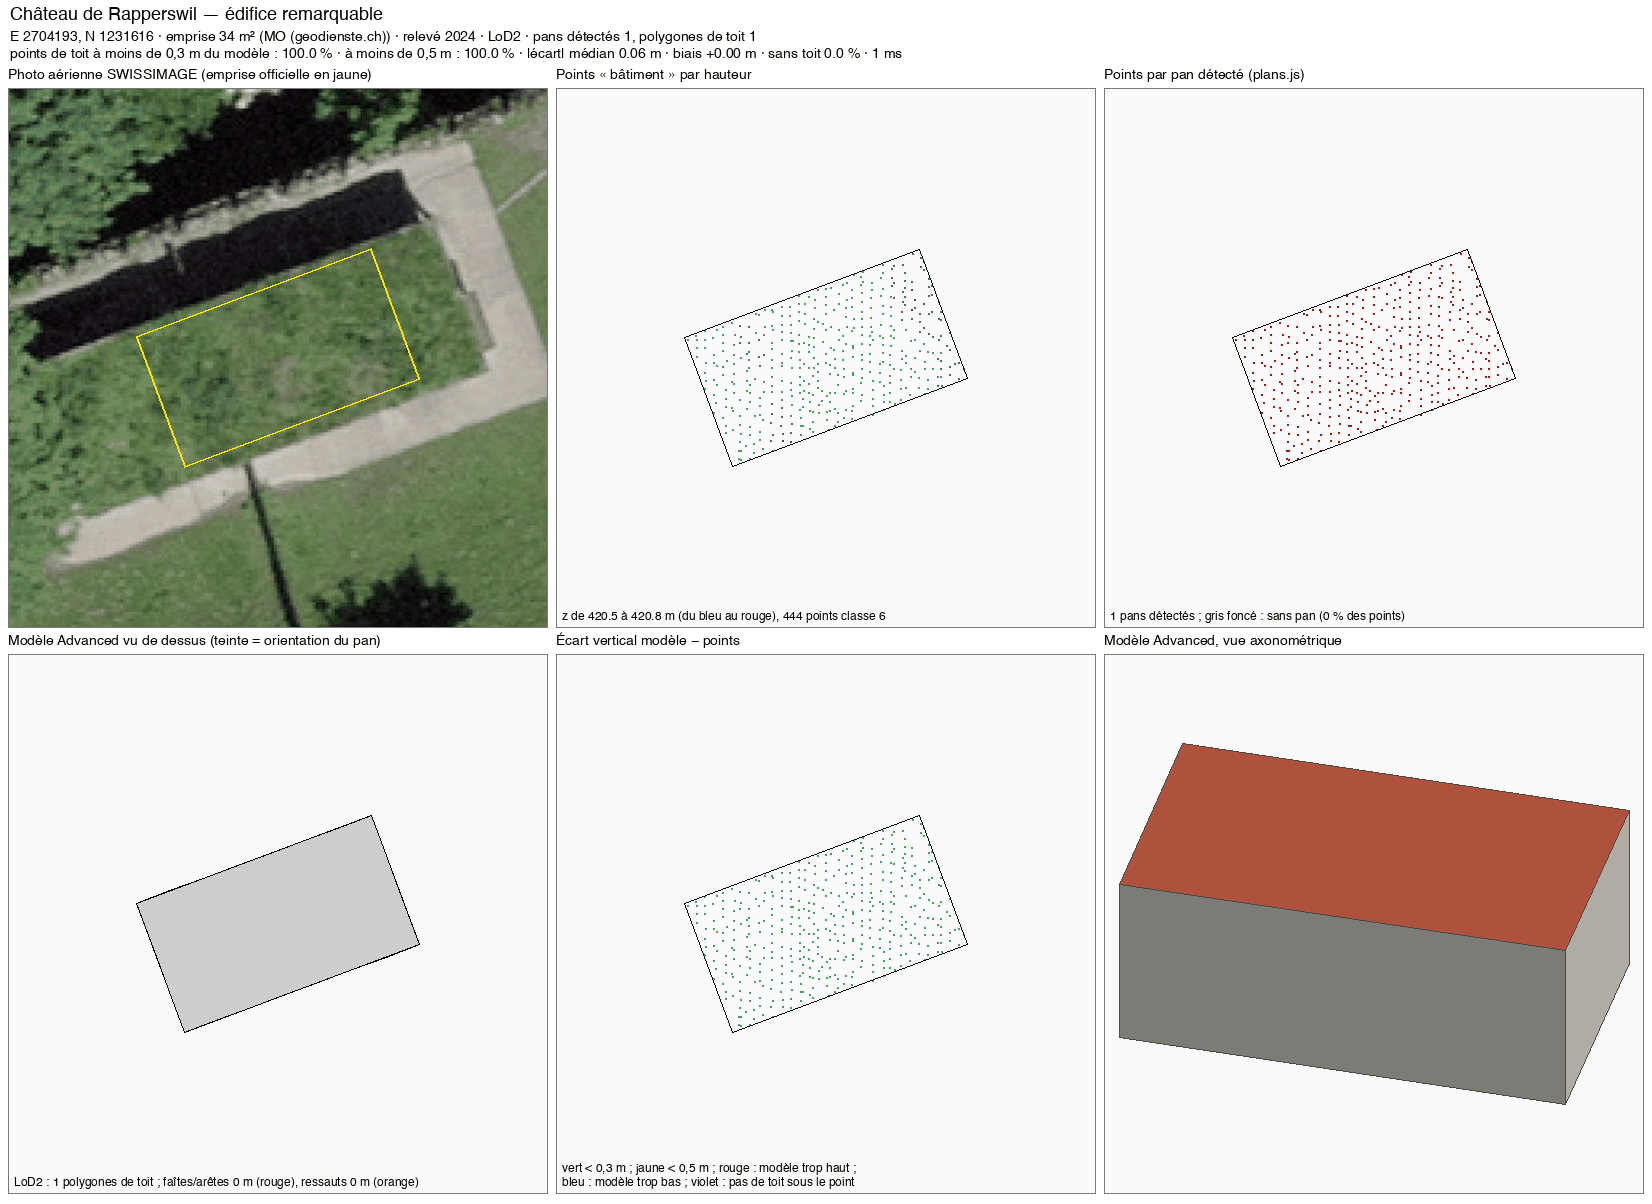 Château de Rapperswil — édifice remarquable
E 2704193, N 1231616 · emprise 34 m² (MO (geodienste.ch)) · relevé 2024 · LoD2 · pans détectés 1, polygones de toit 1
points de toit à moins de 0,3 m du modèle : 100.0 % · à moins de 0,5 m : 100.0 % · lécartl médian 0.06 m · biais +0.00 m · sans toit 0.0 % · 1 ms
Photo aérienne SWISSIMAGE (emprise officielle en jaune)
Points « bâtiment » par hauteur
Points par pan détecté (plans.js)
z de 420.5 à 420.8 m (du bleu au rouge), 444 points classe 6
1 pans détectés ; gris foncé : sans pan (0 % des points)
Modèle Advanced vu de dessus (teinte = orientation du pan)
Écart vertical modèle – points
Modèle Advanced, vue axonométrique
LoD2 : 1 polygones de toit ; faîtes/arêtes 0 m (rouge), ressauts 0 m (orange)
vert < 0,3 m ; jaune < 0,5 m ; rouge : modèle trop haut ;
bleu : modèle trop bas ; violet : pas de toit sous le point